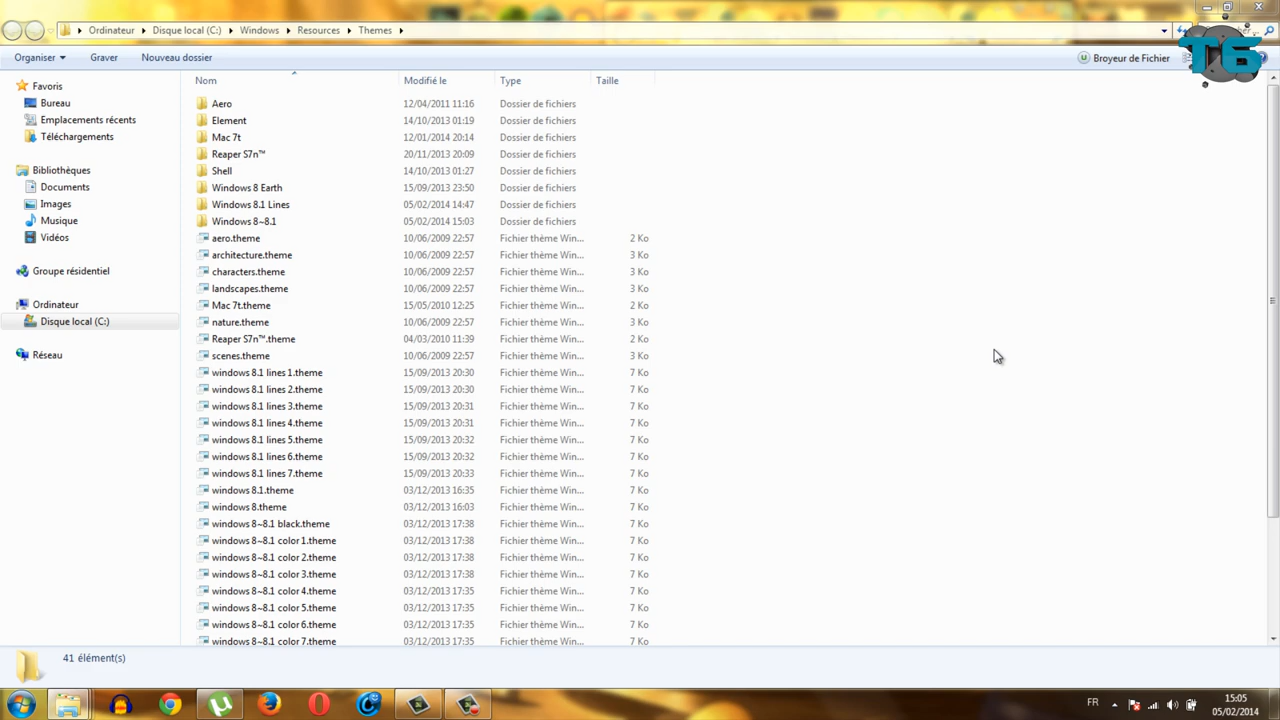 Ordinateur Disque local (C:) Windows Resources Themes
Organiser Graver Nouveau dossier Broyeur de Fichier T6
Nom Modifié le Type Taille
Favoris
Bureau
Emplacements récents
Téléchargements
Bibliothèques
Documents
Images
Musique
Vidéos
Groupe résidentiel
Ordinateur
Disque local (C:)
Réseau
Aero 12/04/2011 11:16 Dossier de fichiers
Element 14/10/2013 01:19 Dossier de fichiers
Mac 7t 12/01/2014 20:14 Dossier de fichiers
Reaper S7n™ 20/11/2013 20:09 Dossier de fichiers
Shell 14/10/2013 01:27 Dossier de fichiers
Windows 8 Earth 15/09/2013 23:50 Dossier de fichiers
Windows 8.1 Lines 05/02/2014 14:47 Dossier de fichiers
Windows 8~8.1 05/02/2014 15:03 Dossier de fichiers
aero.theme 10/06/2009 22:57 Fichier thème Win... 2 Ko
architecture.theme 10/06/2009 22:57 Fichier thème Win... 3 Ko
characters.theme 10/06/2009 22:57 Fichier thème Win... 3 Ko
landscapes.theme 10/06/2009 22:57 Fichier thème Win... 3 Ko
Mac 7t.theme 15/05/2010 12:25 Fichier thème Win... 2 Ko
nature.theme 10/06/2009 22:57 Fichier thème Win... 3 Ko
Reaper S7n™.theme 04/03/2010 11:39 Fichier thème Win... 2 Ko
scenes.theme 10/06/2009 22:57 Fichier thème Win... 3 Ko
windows 8.1 lines 1.theme 15/09/2013 20:30 Fichier thème Win... 7 Ko
windows 8.1 lines 2.theme 15/09/2013 20:30 Fichier thème Win... 7 Ko
windows 8.1 lines 3.theme 15/09/2013 20:31 Fichier thème Win... 7 Ko
windows 8.1 lines 4.theme 15/09/2013 20:31 Fichier thème Win... 7 Ko
windows 8.1 lines 5.theme 15/09/2013 20:32 Fichier thème Win... 7 Ko
windows 8.1 lines 6.theme 15/09/2013 20:32 Fichier thème Win... 7 Ko
windows 8.1 lines 7.theme 15/09/2013 20:33 Fichier thème Win... 7 Ko
windows 8.1.theme 03/12/2013 16:35 Fichier thème Win... 7 Ko
windows 8.theme 03/12/2013 16:03 Fichier thème Win... 7 Ko
windows 8~8.1 black.theme 03/12/2013 17:38 Fichier thème Win... 7 Ko
windows 8~8.1 color 1.theme 03/12/2013 17:38 Fichier thème Win... 7 Ko
windows 8~8.1 color 2.theme 03/12/2013 17:38 Fichier thème Win... 7 Ko
windows 8~8.1 color 3.theme 03/12/2013 17:38 Fichier thème Win... 7 Ko
windows 8~8.1 color 4.theme 03/12/2013 17:35 Fichier thème Win... 7 Ko
windows 8~8.1 color 5.theme 03/12/2013 17:35 Fichier thème Win... 7 Ko
windows 8~8.1 color 6.theme 03/12/2013 17:35 Fichier thème Win... 7 Ko
windows 8~8.1 color 7.theme 03/12/2013 17:35 Fichier thème Win... 7 Ko
41 élément(s)
FR 15:05
05/02/2014